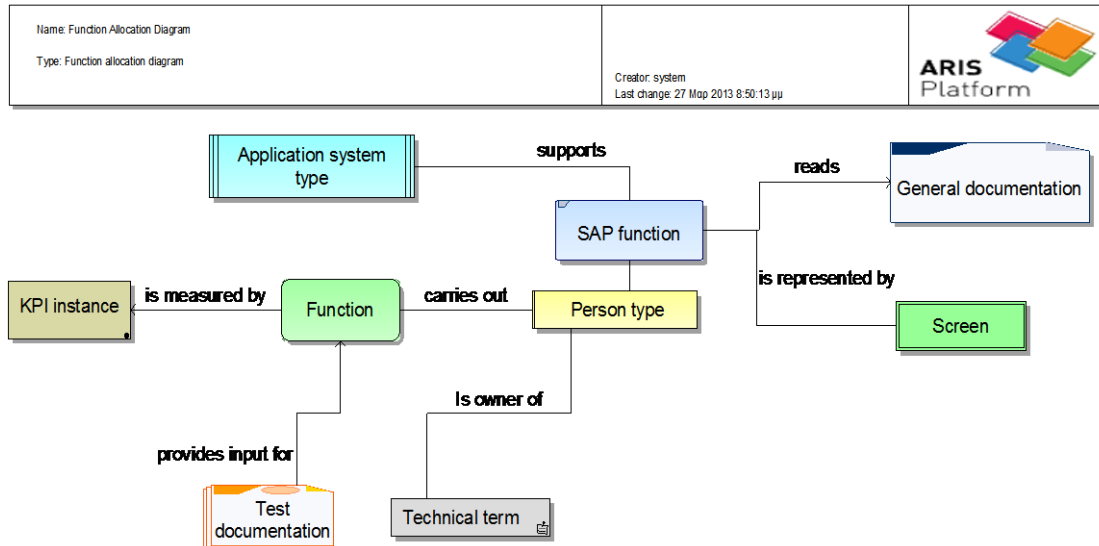 Name: Function Allocation Diagram
Type: Function allocation diagram
Creator: system
Last change: 27 Μαρ 2013 8:50:13 μμ
ARIS
Platform
Application system
type
supports
reads
General documentation
SAP function
is represented by
KPI instance
is measured by
Function
carries out
Person type
Screen
Is owner of
provides input for
Test
documentation
Technical term